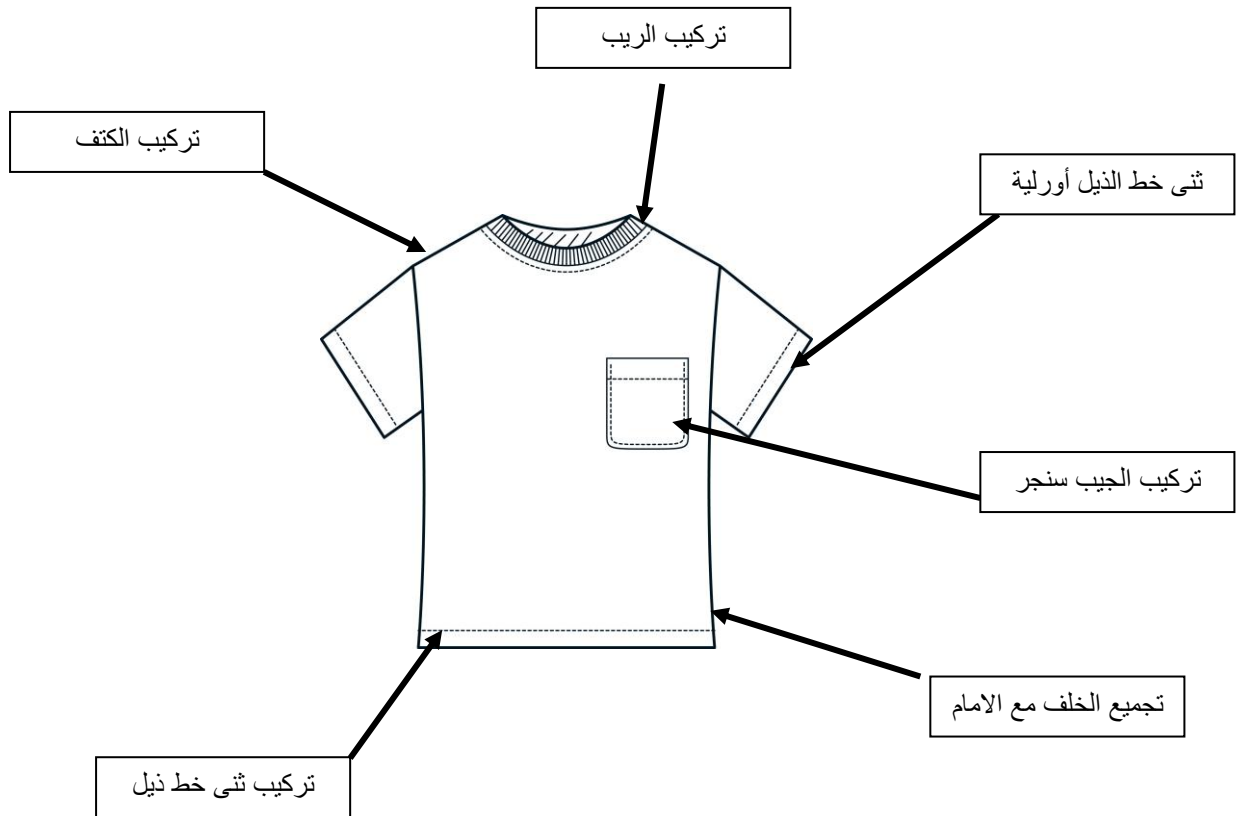 تركيب الريب
تركيب الكتف
ثنى خط الذيل أورلية
تركيب الجيب سنجر
تجميع الخلف مع الامام
تركيب ثنى خط ذيل